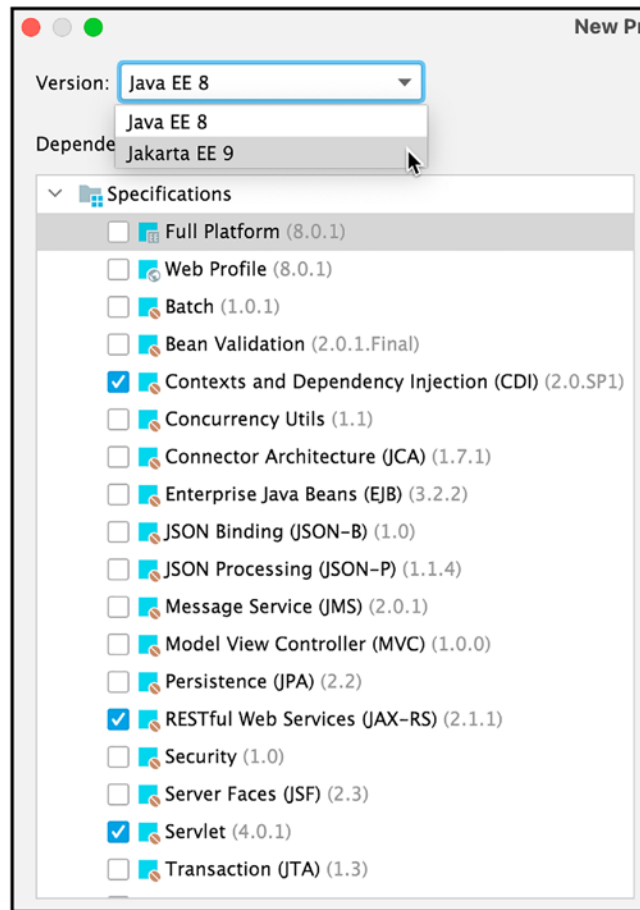 New Pr
Version: Java EE 8
Java EE 8
Depende
Jakarta EE 9
Specifications
Full Platform (8.0.1)
Web Profile (8.0.1)
Batch (1.0.1)
Bean Validation (2.0.1.Final)
Contexts and Dependency Injection (CDI) (2.0.SP1)
Concurrency Utils (1.1)
Connector Architecture (JCA) (1.7.1)
Enterprise Java Beans (EJB) (3.2.2)
JSON Binding (JSON-B) (1.0)
JSON Processing (JSON-P) (1.1.4)
Message Service (JMS) (2.0.1)
Model View Controller (MVC) (1.0.0)
Persistence (JPA) (2.2)
RESTful Web Services (JAX-RS) (2.1.1)
Security (1.0)
Server Faces (JSF) (2.3)
Servlet (4.0.1)
Transaction (JTA) (1.3)